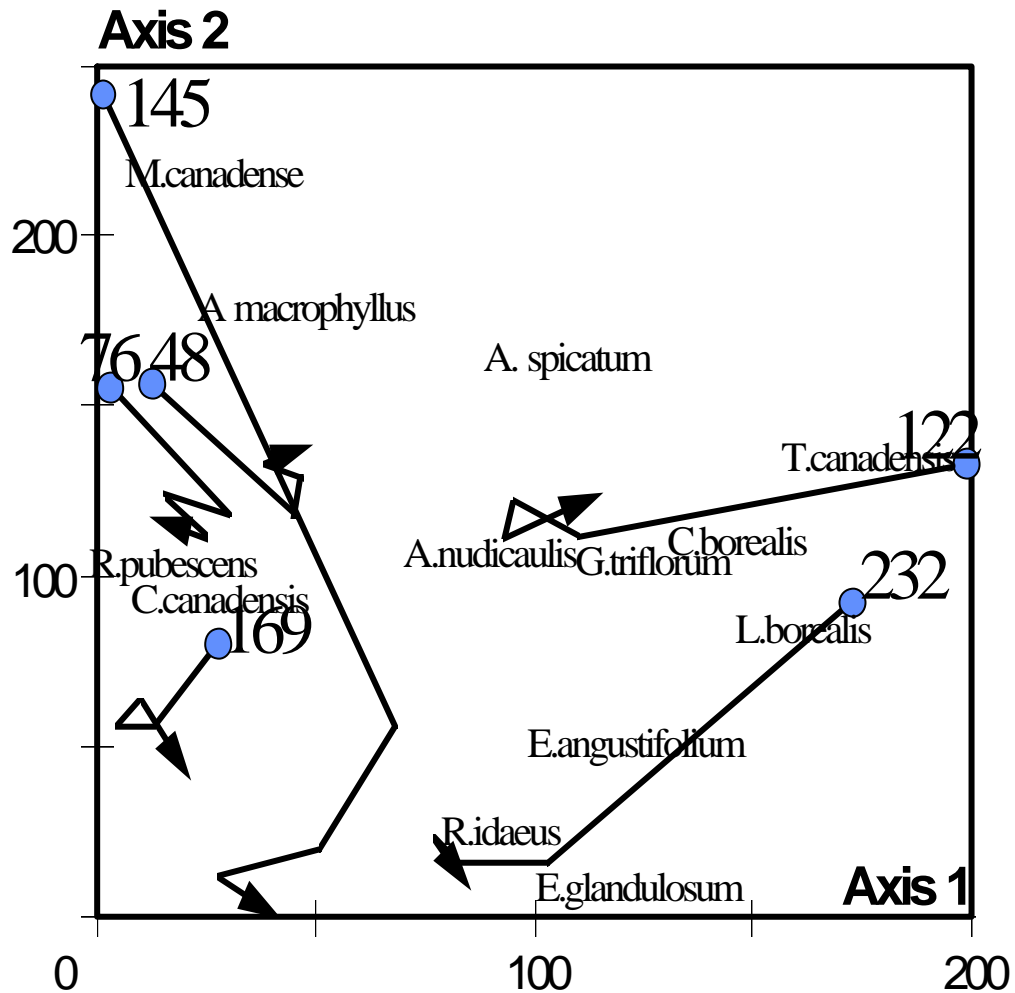 Axis 2
145
M.canadense
200
A macrophyllus
76
48
A. spicatum
122
T.canadensis
C.borealis
A.nudicaulis
G.triflorum
R.pubescens
100
232
C.canadensis
169
L.borealis
E.angustifolium
R.idaeus
E.glandulosum
Axis 1
0
100
200